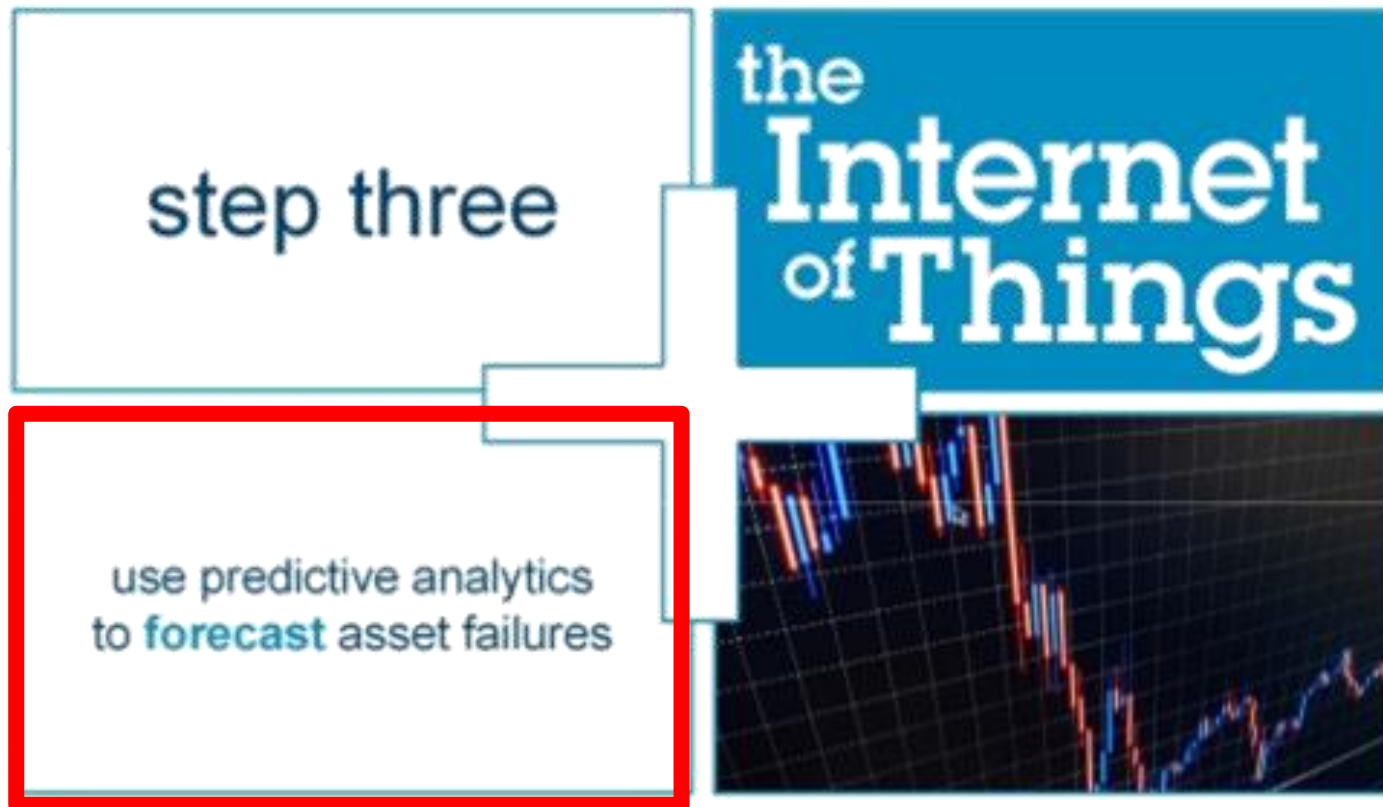 step three
the
Internet
of Things
use predictive analytics
to forecast asset failures